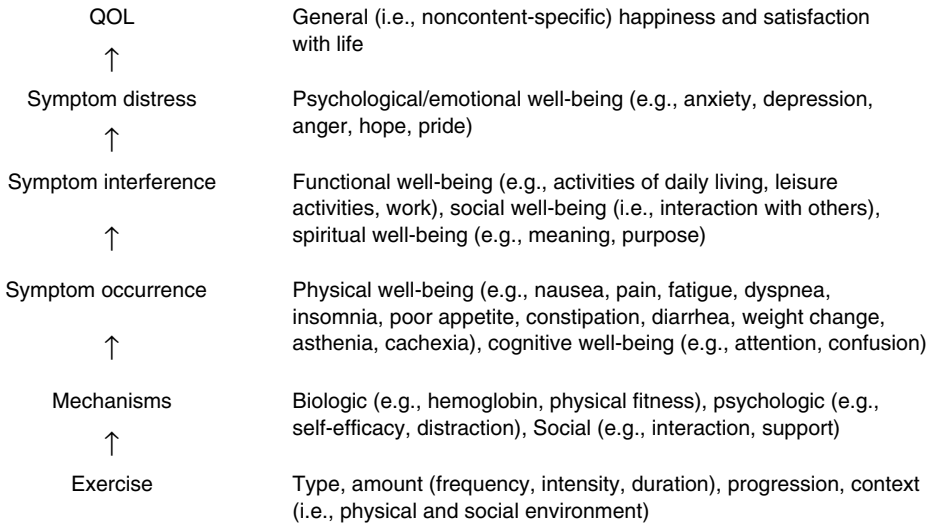 QOL General (i.e., noncontent-specific) happiness and satisfaction
with life
↑
Symptom distress Psychological/emotional well-being (e.g., anxiety, depression,
anger, hope, pride)
↑
Symptom interference Functional well-being (e.g., activities of daily living, leisure
activities, work), social well-being (i.e., interaction with others),
spiritual well-being (e.g., meaning, purpose)
↑
Symptom occurrence Physical well-being (e.g., nausea, pain, fatigue, dyspnea,
insomnia, poor appetite, constipation, diarrhea, weight change,
asthenia, cachexia), cognitive well-being (e.g., attention, confusion)
↑
Mechanisms Biologic (e.g., hemoglobin, physical fitness), psychologic (e.g.,
self-efficacy, distraction), Social (e.g., interaction, support)
↑
Exercise Type, amount (frequency, intensity, duration), progression, context
(i.e., physical and social environment)